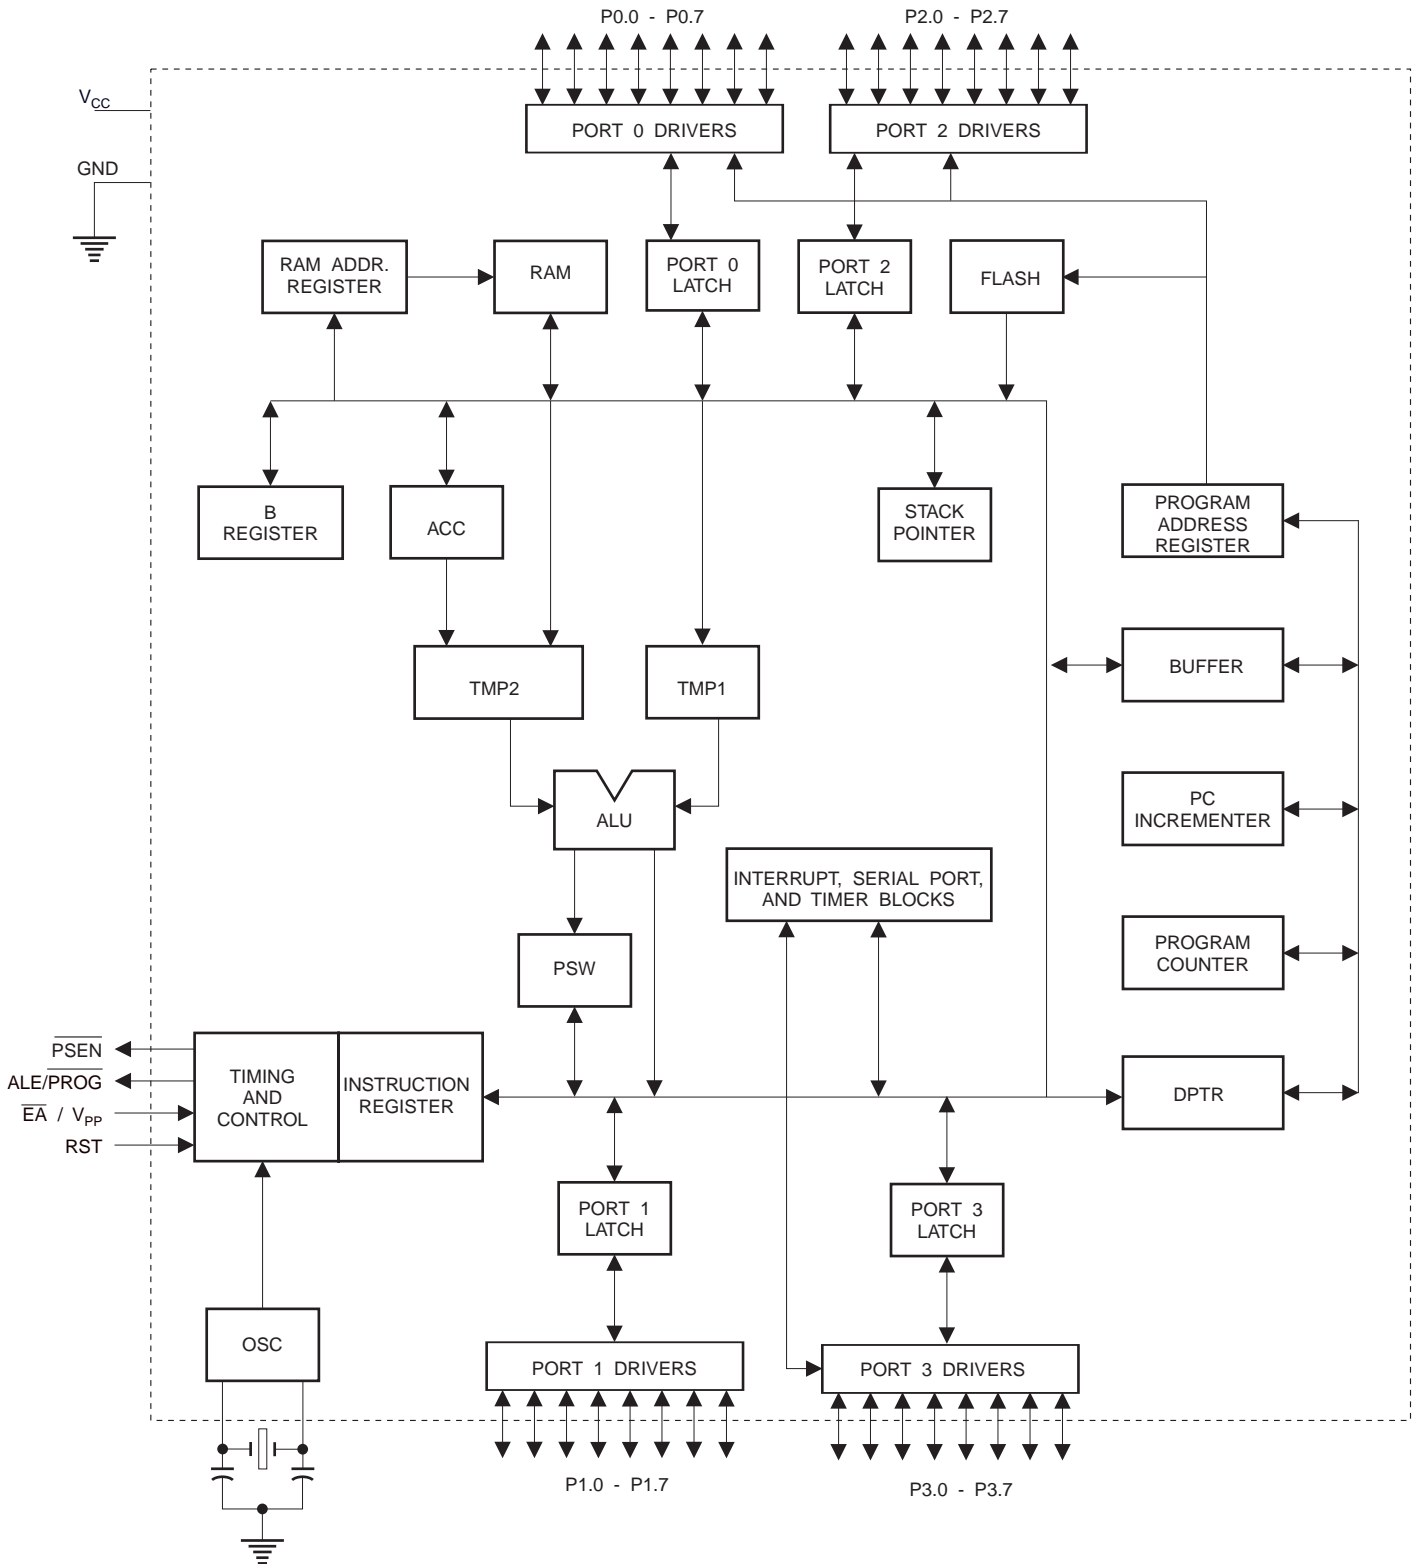 P0.0 - P0.7
P2.0 - P2.7
VCC
PORT 0 DRIVERS
PORT 2 DRIVERS
GND
RAM ADDR.
REGISTER
RAM
PORT 0
LATCH
PORT 2
LATCH
FLASH
B
REGISTER
ACC
STACK
POINTER
PROGRAM
ADDRESS
REGISTER
TMP2
TMP1
BUFFER
ALU
PC
INCREMENTER
INTERRUPT, SERIAL PORT,
AND TIMER BLOCKS
PSW
PROGRAM
COUNTER
PSEN
ALE/PROG
EA / VPP
RST
TIMING
AND
CONTROL
INSTRUCTION
REGISTER
DPTR
PORT 1
LATCH
PORT 3
LATCH
OSC
PORT 1 DRIVERS
PORT 3 DRIVERS
P1.0 - P1.7
P3.0 - P3.7